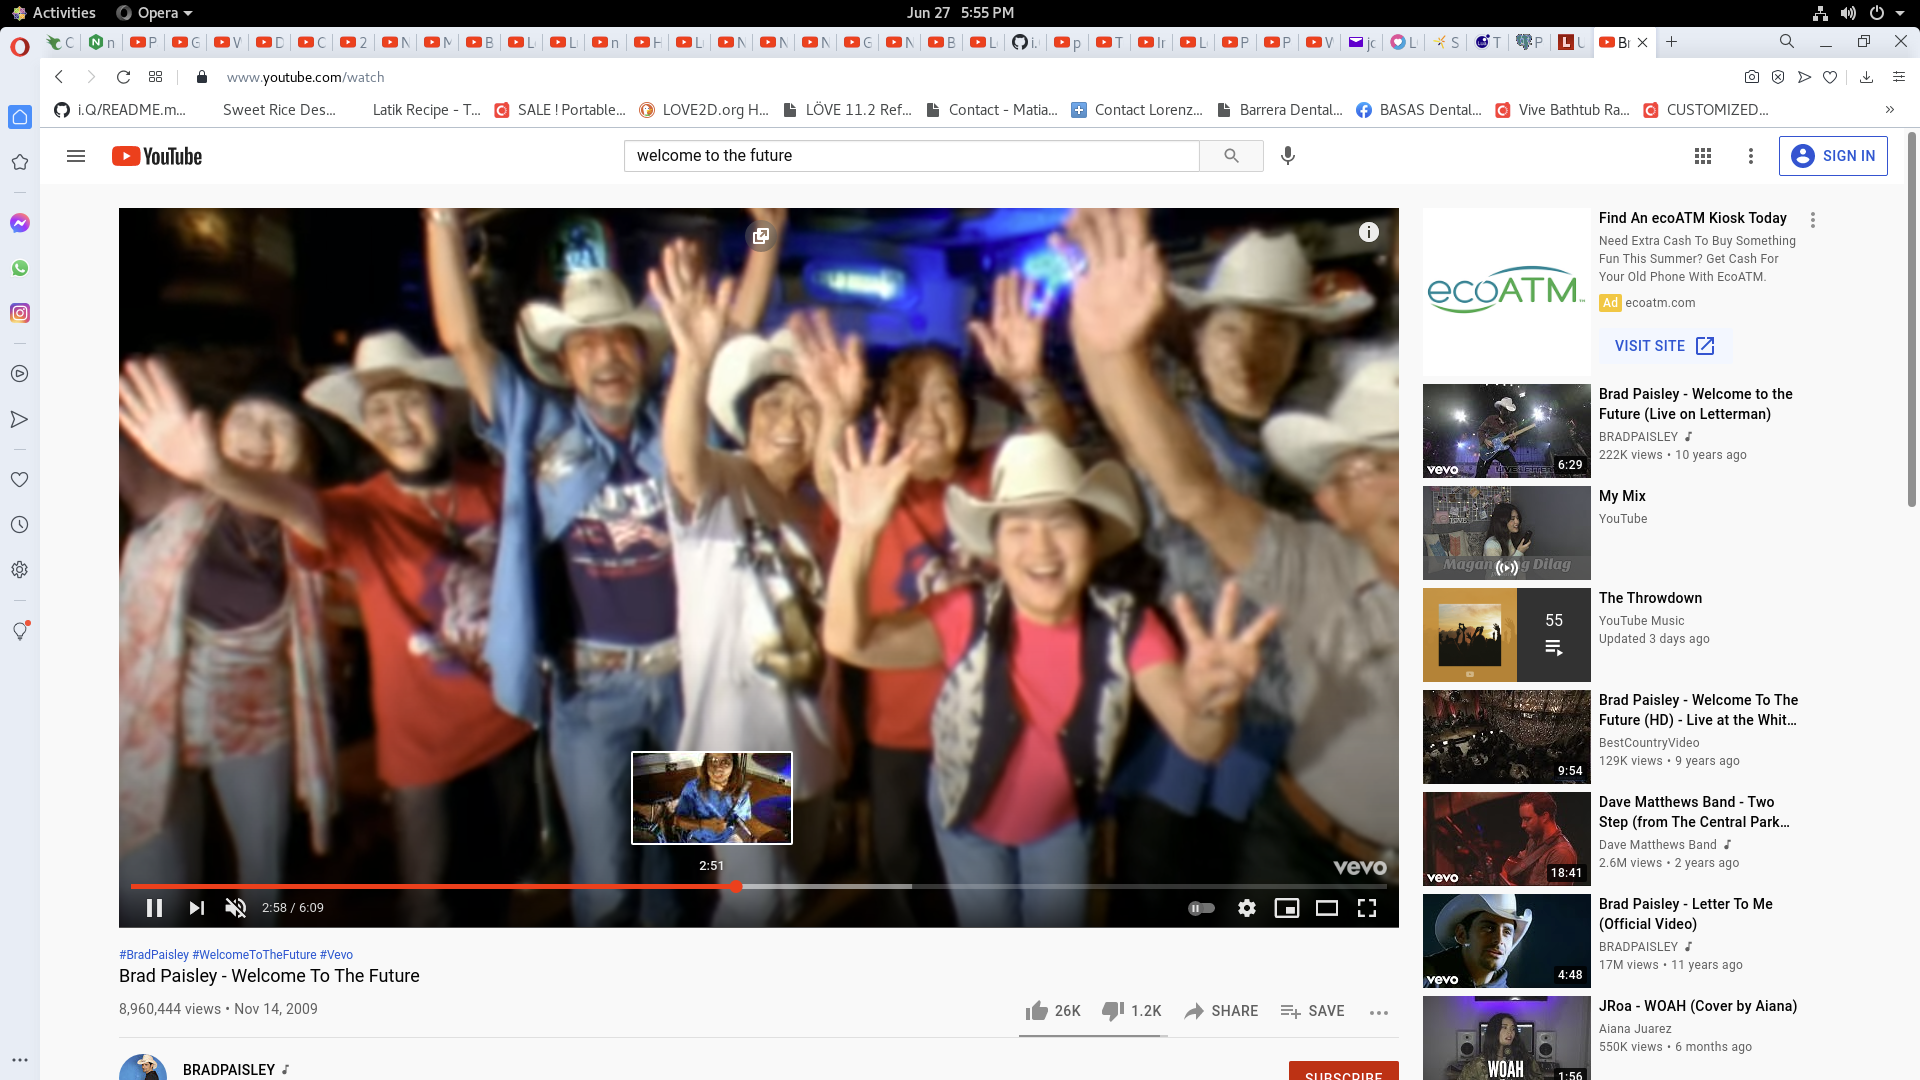 Activities
Opera
Jun 27 5:55 PM
www.youtube.com/watch
i.Q/README.m...
Sweet Rice Des...
Latik Recipe - T...
SALE ! Portable...
LOVE2D.org H...
LÖVE 11.2 Ref...
Contact - Matia...
Contact Lorenz...
Barrera Dental...
BASAS Dental...
Vive Bathtub Ra...
CUSTOMIZED...
YouTube
welcome to the future
SIGN IN
vevo
2:51
2:58 / 6:09
#BradPaisley #WelcomeToTheFuture #Vevo
Brad Paisley - Welcome To The Future
8,960,444 views • Nov 14, 2009
26K
1.2K
SHARE
SAVE
BRADPAISLEY
SUBSCRIBE
ecoATM
Find An ecoATM Kiosk Today
Need Extra Cash To Buy Something
Fun This Summer? Get Cash For
Your Old Phone With EcoATM.
Ad ecoatm.com
VISIT SITE
vevo
6:29
Brad Paisley - Welcome to the
Future (Live on Letterman)
BRADPAISLEY
222K views • 10 years ago
My Mix
YouTube
55
The Throwdown
YouTube Music
Updated 3 days ago
9:54
Brad Paisley - Welcome To The
Future (HD) - Live at the Whit...
BestCountryVideo
129K views • 9 years ago
vevo
18:41
Dave Matthews Band - Two
Step (from The Central Park...
Dave Matthews Band
2.6M views • 2 years ago
vevo
4:48
Brad Paisley - Letter To Me
(Official Video)
BRADPAISLEY
17M views • 11 years ago
WOAH
1:56
JRoa - WOAH (Cover by Aiana)
Aiana Juarez
550K views • 6 months ago